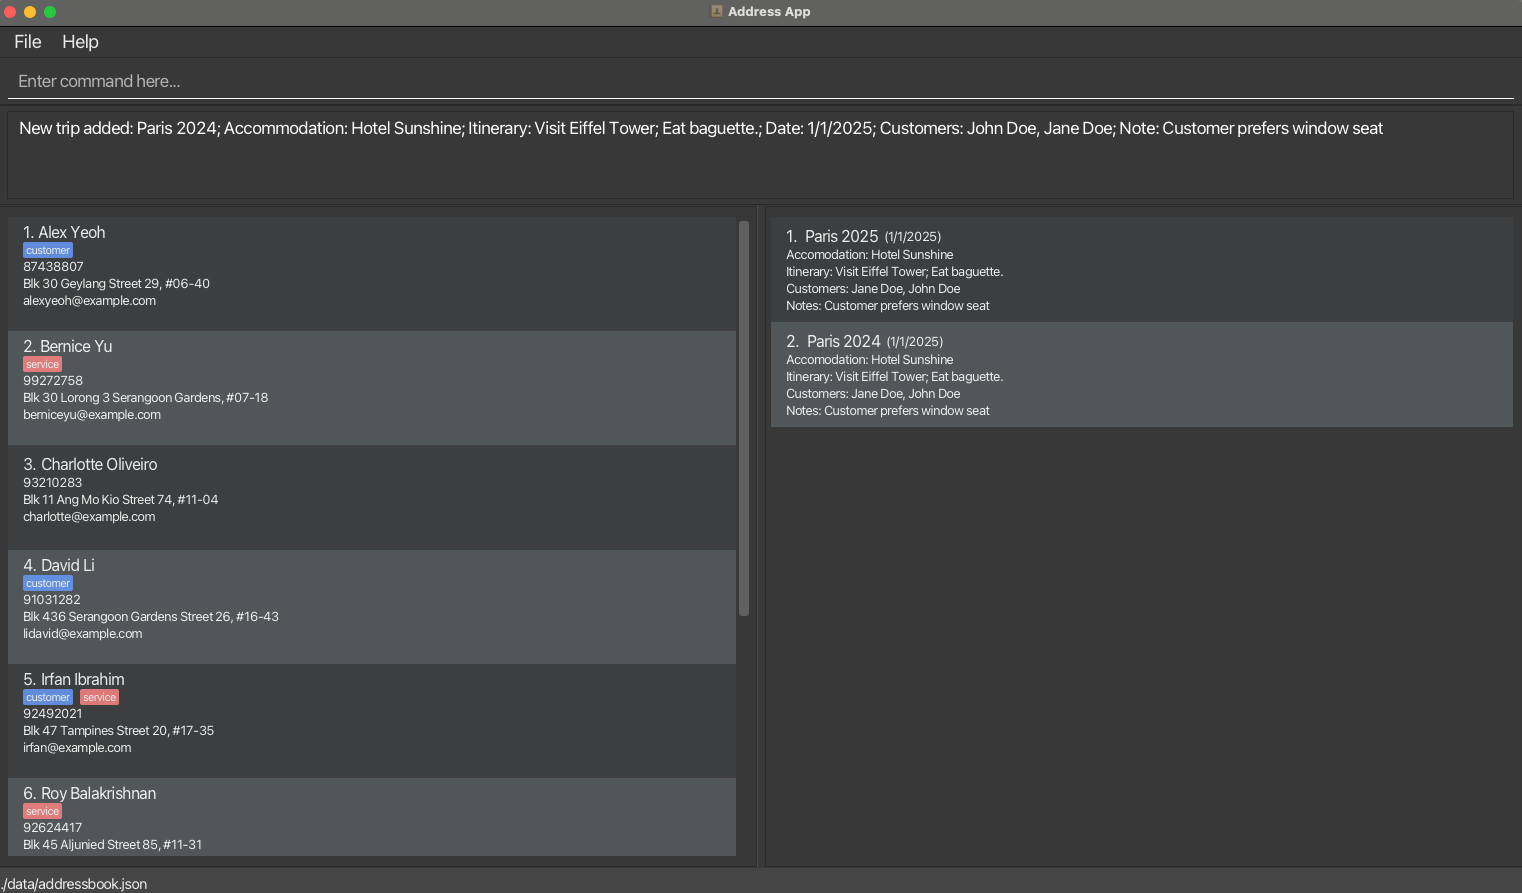 Address App
File Help
Enter command here...
New trip added: Paris 2024; Accommodation: Hotel Sunshine; Itinerary: Visit Eiffel Tower; Eat baguette.; Date: 1/1/2025; Customers: John Doe, Jane Doe; Note: Customer prefers window seat
1. Alex Yeoh
customer
87438807
Blk 30 Geylang Street 29, #06-40
alexyeoh@example.com
2. Bernice Yu
service
99272758
Blk 30 Lorong 3 Serangoon Gardens, #07-18
berniceyu@example.com
3. Charlotte Oliveiro
93210283
Blk 11 Ang Mo Kio Street 74, #11-04
charlotte@example.com
4. David Li
customer
91031282
Blk 436 Serangoon Gardens Street 26, #16-43
lidavid@example.com
5. Irfan Ibrahim
customer service
92492021
Blk 47 Tampines Street 20, #17-35
irfan@example.com
6. Roy Balakrishnan
service
92624417
Blk 45 Aljunied Street 85, #11-31
1. Paris 2025 (1/1/2025)
Accomodation: Hotel Sunshine
Itinerary: Visit Eiffel Tower; Eat baguette.
Customers: Jane Doe, John Doe
Notes: Customer prefers window seat
2. Paris 2024 (1/1/2025)
Accomodation: Hotel Sunshine
Itinerary: Visit Eiffel Tower; Eat baguette.
Customers: Jane Doe, John Doe
Notes: Customer prefers window seat
./data/addressbook.json